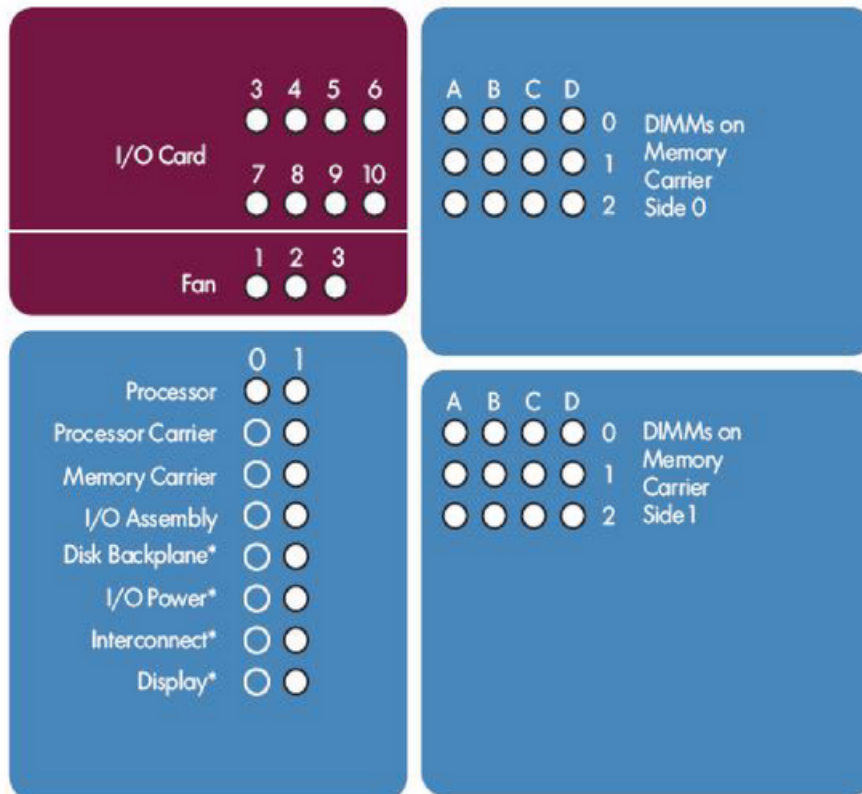 3 4 5 6
I/O Card
7 8 9 10
Fan 1 2 3
0 1
Processor
Processor Carrier
Memory Carrier
I/O Assembly
Disk Backplane*
I/O Power*
Interconnect*
Display*
A B C D
0 DIMMs on
1 Memory
Carrier
2 Side 0
A B C D
0 DIMMs on
1 Memory
Carrier
2 Side 1